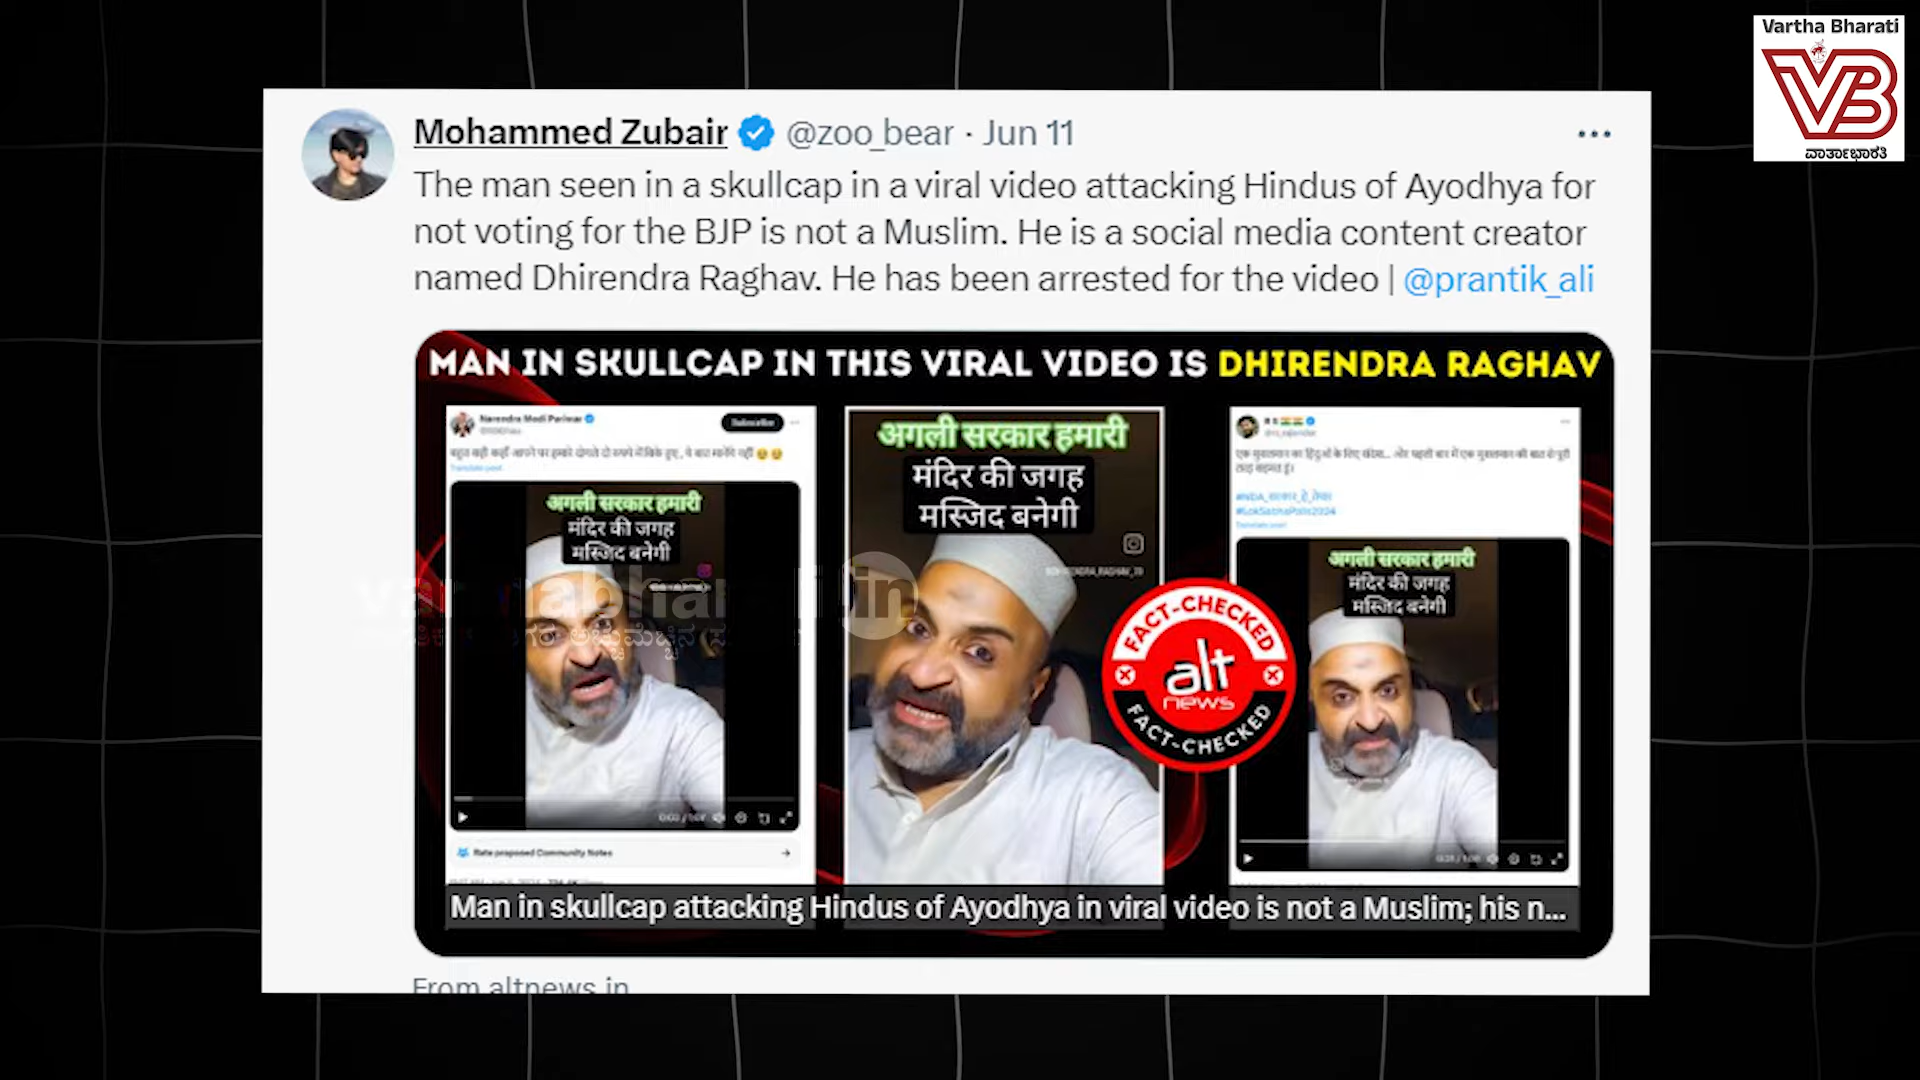 Vartha Bharati
VB
ವಾರ್ತಾಭಾರತಿ
Mohammed Zubair @zoo_bear · Jun 11
The man seen in a skullcap in a viral video attacking Hindus of Ayodhya for
not voting for the BJP is not a Muslim. He is a social media content creator
named Dhirendra Raghav. He has been arrested for the video | @prantik_ali
MAN IN SKULLCAP IN THIS VIRAL VIDEO IS DHIRENDRA RAGHAV
Narendra Modi Pariwar
Subscribe
Translate post
अगली सरकार हमारी
मंदिर की जगह
मस्जिद बनेगी
Rate proposed Community Notes
अगली सरकार हमारी
मंदिर की जगह
मस्जिद बनेगी
#LokSabhaPolls2024
Translate post
अगली सरकार हमारी
मंदिर की जगह
मस्जिद बनेगी
FACT-CHECKED
alt
news
FACT-CHECKED
Man in skullcap attacking Hindus of Ayodhya in viral video is not a Muslim; his n...
From altnews.in